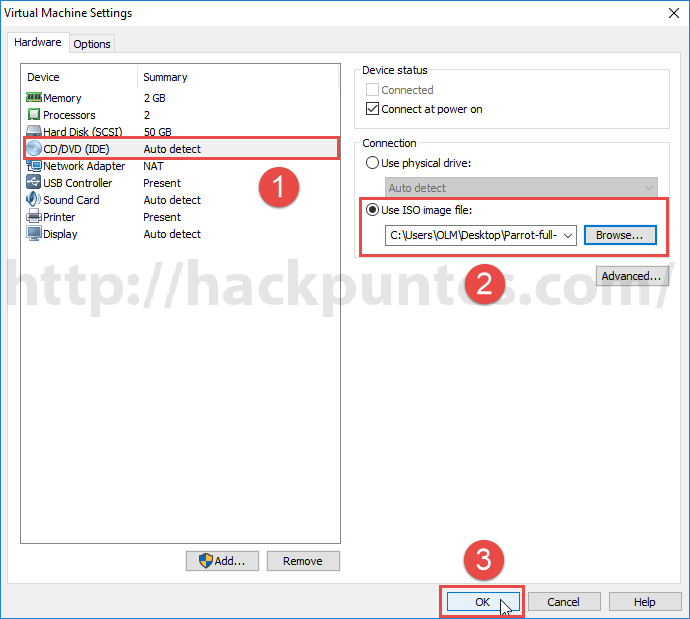 Virtual Machine Settings
Hardware Options
Device Summary
Memory 2 GB
Processors 2
Hard Disk (SCSI) 50 GB
CD/DVD (IDE) Auto detect
Network Adapter NAT
USB Controller Present
Sound Card Auto detect
Printer Present
Display Auto detect
1
Device status
Connected
Connect at power on
Connection
Use physical drive:
Auto detect
Use ISO image file:
C:\Users\OLM\Desktop\Parrot-full- Browse...
2
Advanced...
http://hackpuntos.com/
Add... Remove
3
OK Cancel Help